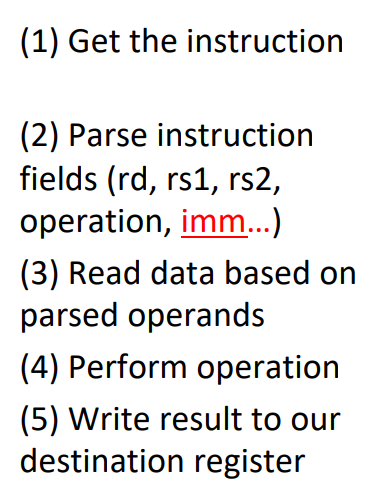 (1) Get the instruction
(2) Parse instruction
fields (rd, rs1, rs2,
operation, imm...)
(3) Read data based on
parsed operands
(4) Perform operation
(5) Write result to our
destination register